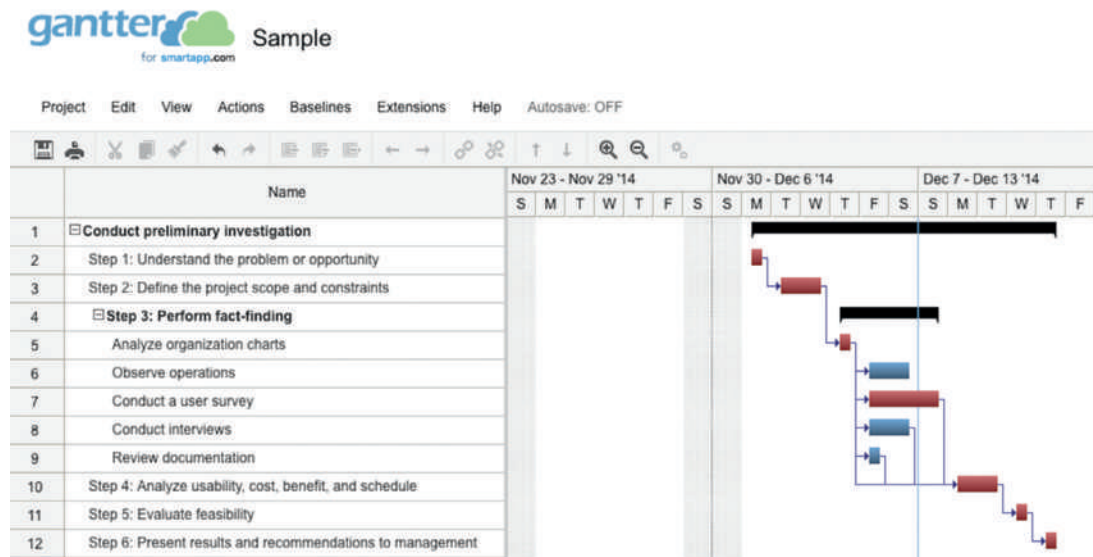 gantter
for smartapp.com
Sample
Project Edit View Actions Baselines Extensions Help Autosave: OFF
Name
Nov 23 - Nov 29 '14 Nov 30 - Dec 6 '14 Dec 7 - Dec 13 '14
S M T W T F S S M T W T F S S M T W T F
1 Conduct preliminary investigation
2 Step 1: Understand the problem or opportunity
3 Step 2: Define the project scope and constraints
4 Step 3: Perform fact-finding
5 Analyze organization charts
6 Observe operations
7 Conduct a user survey
8 Conduct interviews
9 Review documentation
10 Step 4: Analyze usability, cost, benefit, and schedule
11 Step 5: Evaluate feasibility
12 Step 6: Present results and recommendations to management